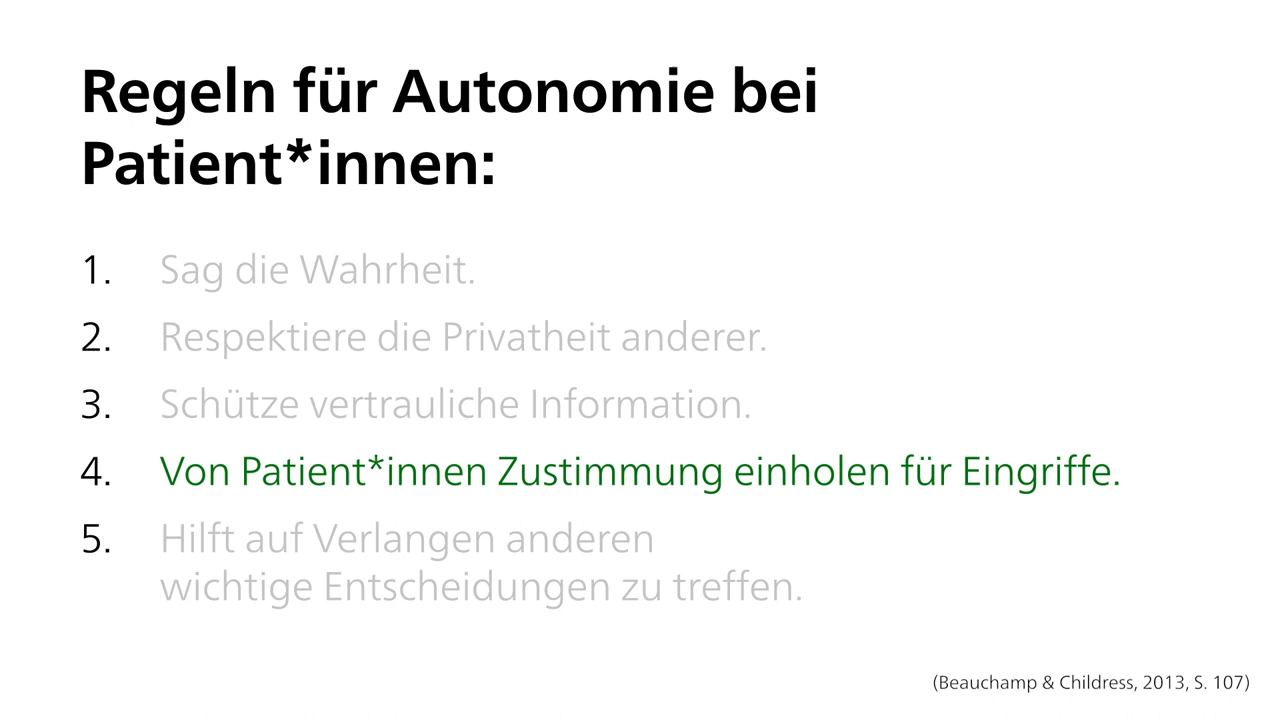 Regeln für Autonomie bei
Patient*innen:
1. Sag die Wahrheit.
2. Respektiere die Privatheit anderer.
3. Schütze vertrauliche Information.
4. Von Patient*innen Zustimmung einholen für Eingriffe.
5. Hilft auf Verlangen anderen
wichtige Entscheidungen zu treffen.
(Beauchamp & Childress, 2013, S. 107)